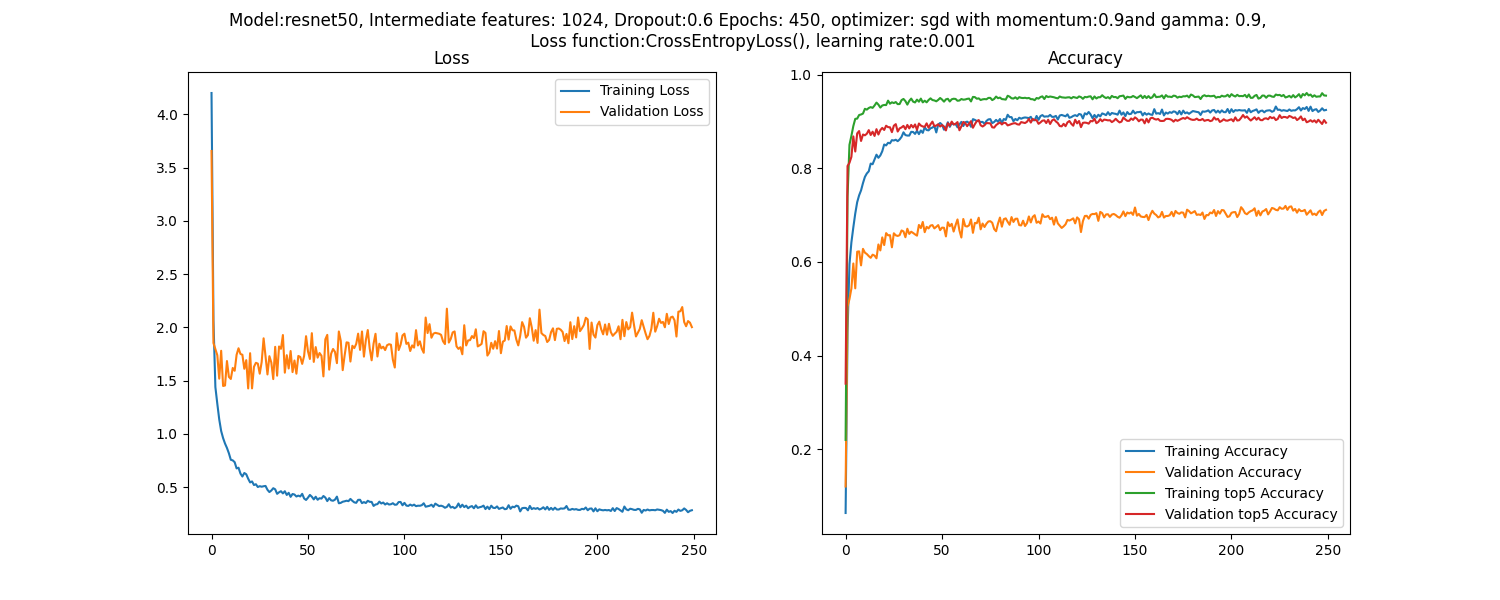 Model:resnet50, Intermediate features: 1024, Dropout:0.6 Epochs: 450, optimizer: sgd with momentum:0.9and gamma: 0.9,
Loss function:CrossEntropyLoss(), learning rate:0.001
Loss
4.0
3.5
3.0
2.5
2.0
1.5
1.0
0.5
0 50 100 150 200 250
Training Loss
Validation Loss
Accuracy
1.0
0.8
0.6
0.4
0.2
0 50 100 150 200 250
Training Accuracy
Validation Accuracy
Training top5 Accuracy
Validation top5 Accuracy